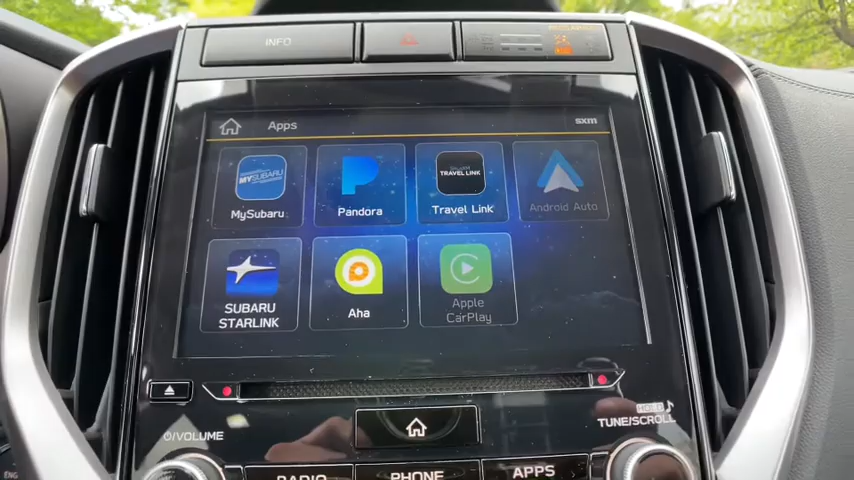 INFO
Apps
sxm
MYSUBARU
TRAVEL LINK
MySubaru
Pandora
Travel Link
Android Auto
SUBARU
STARLINK
Aha
Apple
CarPlay
HOLD
TUNE/SCROLL
VOLUME
RADIO
PHONE
APPS